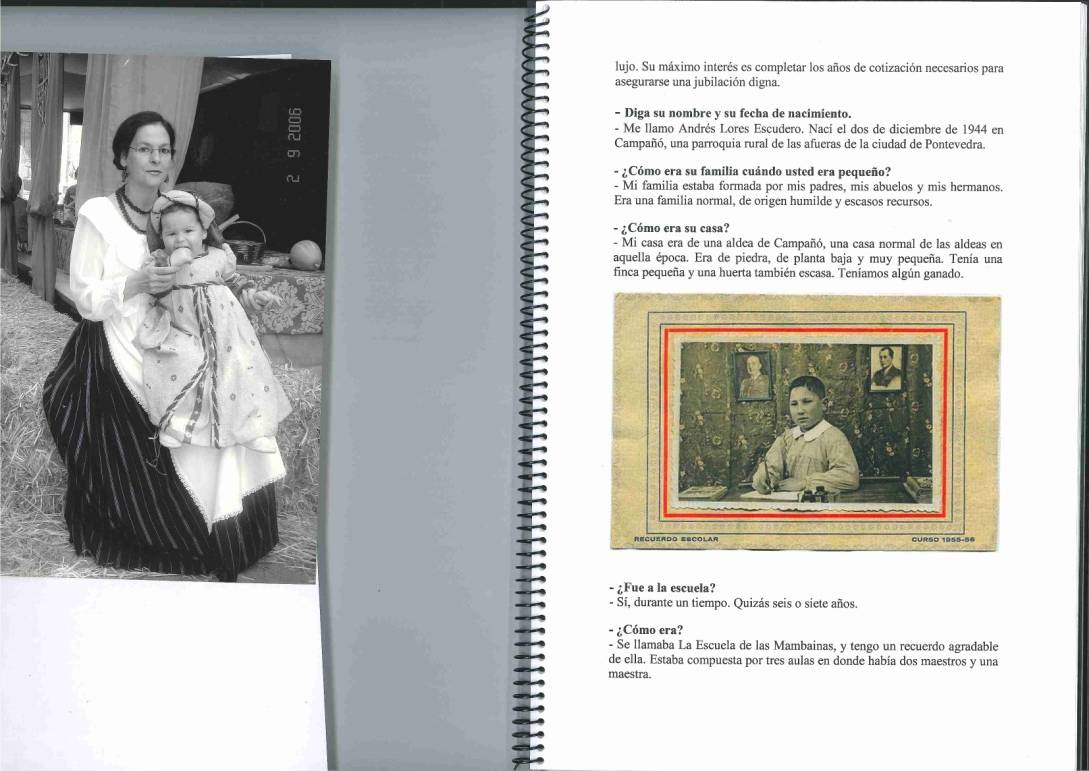 2 9 2006
lujo. Su máximo interés es completar los años de cotización necesarios para
asegurarse una jubilación digna.
- Diga su nombre y su fecha de nacimiento.
- Me llamo Andrés Lores Escudero. Nací el dos de diciembre de 1944 en
Campañó, una parroquia rural de las afueras de la ciudad de Pontevedra.
- ¿Cómo era su familia cuándo usted era pequeño?
- Mi familia estaba formada por mis padres, mis abuelos y mis hermanos.
Era una familia normal, de origen humilde y escasos recursos.
- ¿Cómo era su casa?
- Mi casa era de una aldea de Campañó, una casa normal de las aldeas en
aquella época. Era de piedra, de planta baja y muy pequeña. Tenía una
finca pequeña y una huerta también escasa. Teníamos algún ganado.
RECUERDO ESCOLAR CURSO 1955-56
- ¿Fue a la escuela?
- Sí, durante un tiempo. Quizás seis o siete años.
- ¿Cómo era?
- Se llamaba La Escuela de las Mambainas, y tengo un recuerdo agradable
de ella. Estaba compuesta por tres aulas en donde había dos maestros y una
maestra.